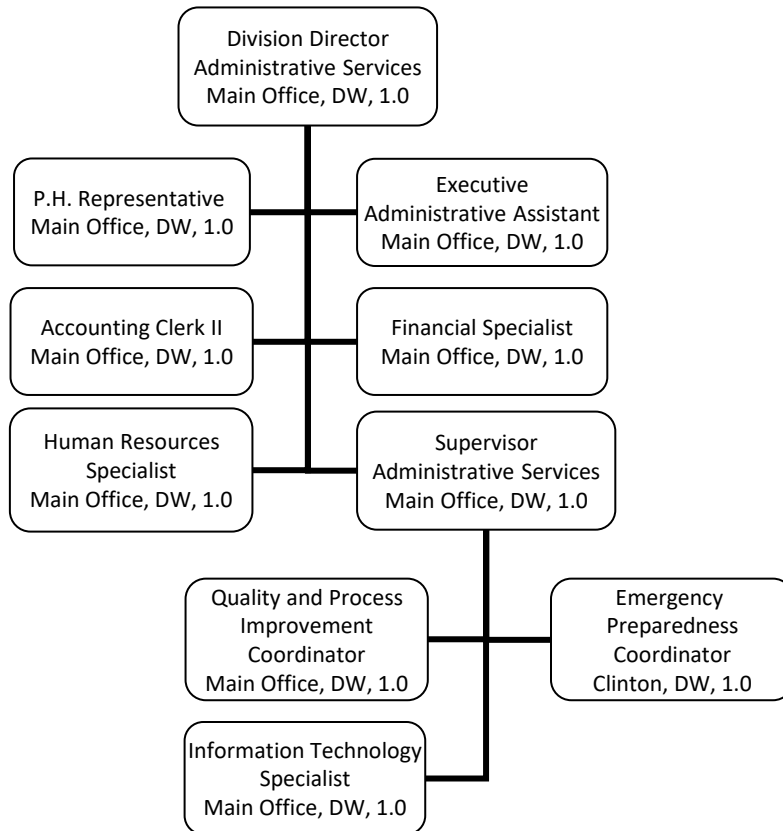 Division Director
Administrative Services
Main Office, DW, 1.0
P.H. Representative
Main Office, DW, 1.0
Executive
Administrative Assistant
Main Office, DW, 1.0
Accounting Clerk II
Main Office, DW, 1.0
Financial Specialist
Main Office, DW, 1.0
Human Resources
Specialist
Main Office, DW, 1.0
Supervisor
Administrative Services
Main Office, DW, 1.0
Quality and Process
Improvement
Coordinator
Main Office, DW, 1.0
Emergency
Preparedness
Coordinator
Clinton, DW, 1.0
Information Technology
Specialist
Main Office, DW, 1.0